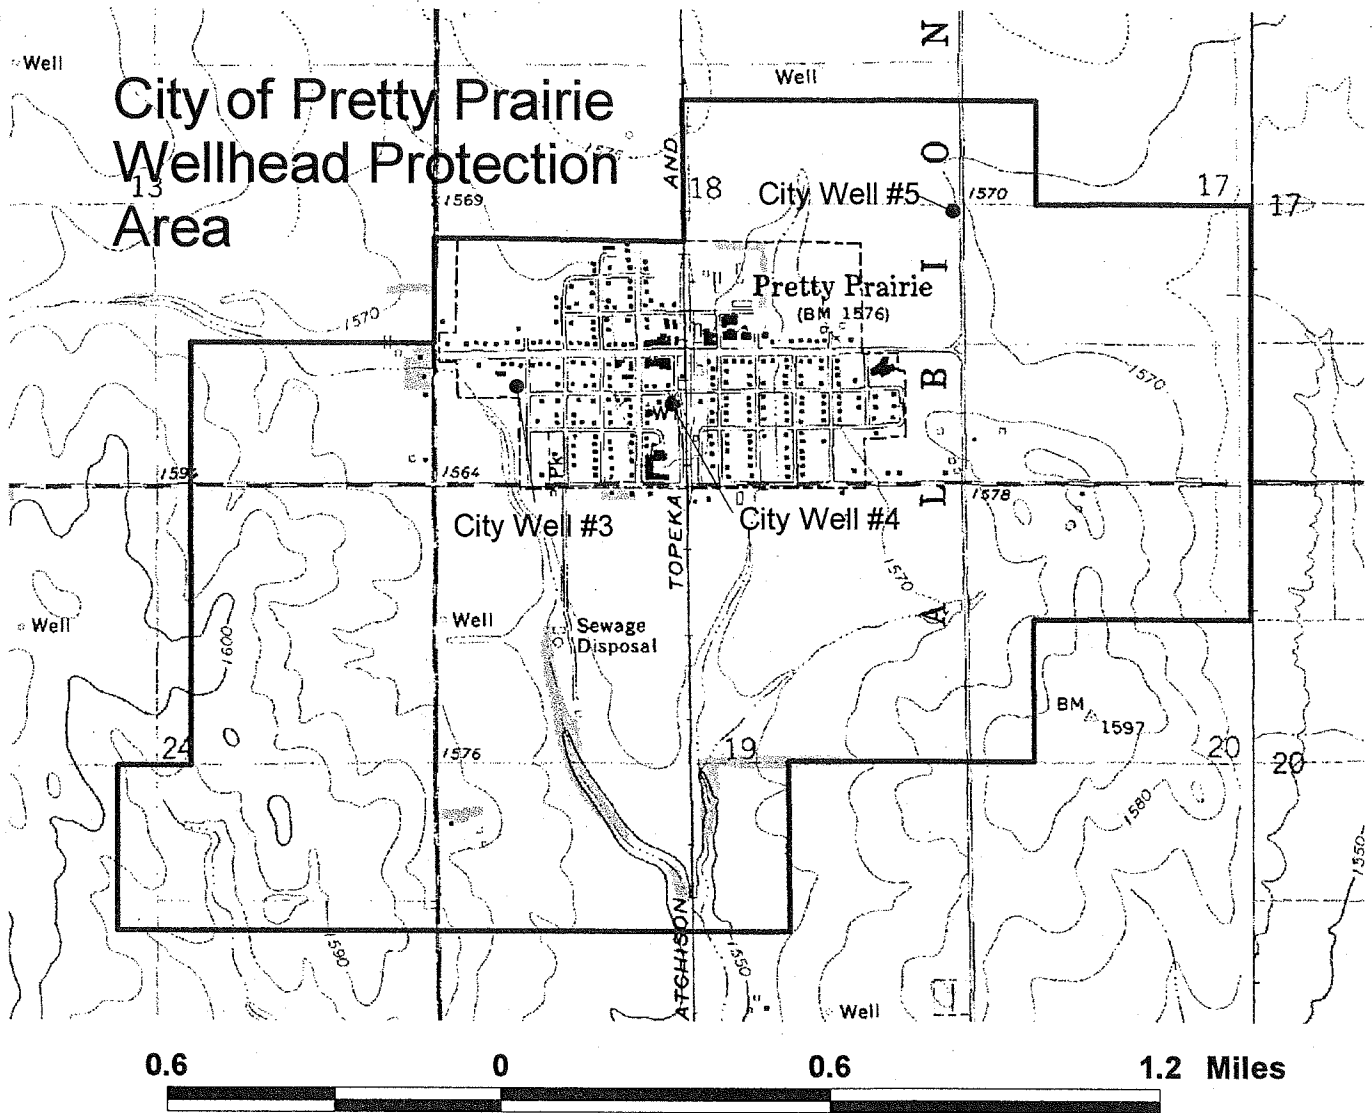 Well
Well
City of Pretty Prairie
Wellhead Protection
Area
13
AND
18
N
O
I
B
L
A
1569
City Well #5
1570
17
17
Pretty Prairie
(BM 1576)
1570
1570
W
Pk
1564
1578
City Well #3
City Well #4
TOPEKA
1570
Well
Well
Sewage
Disposal
1600
BM
1597
24
1576
19
20
20
1580
1550
ATCHISON
1590
1550
Well
0.6
0
0.6
1.2 Miles